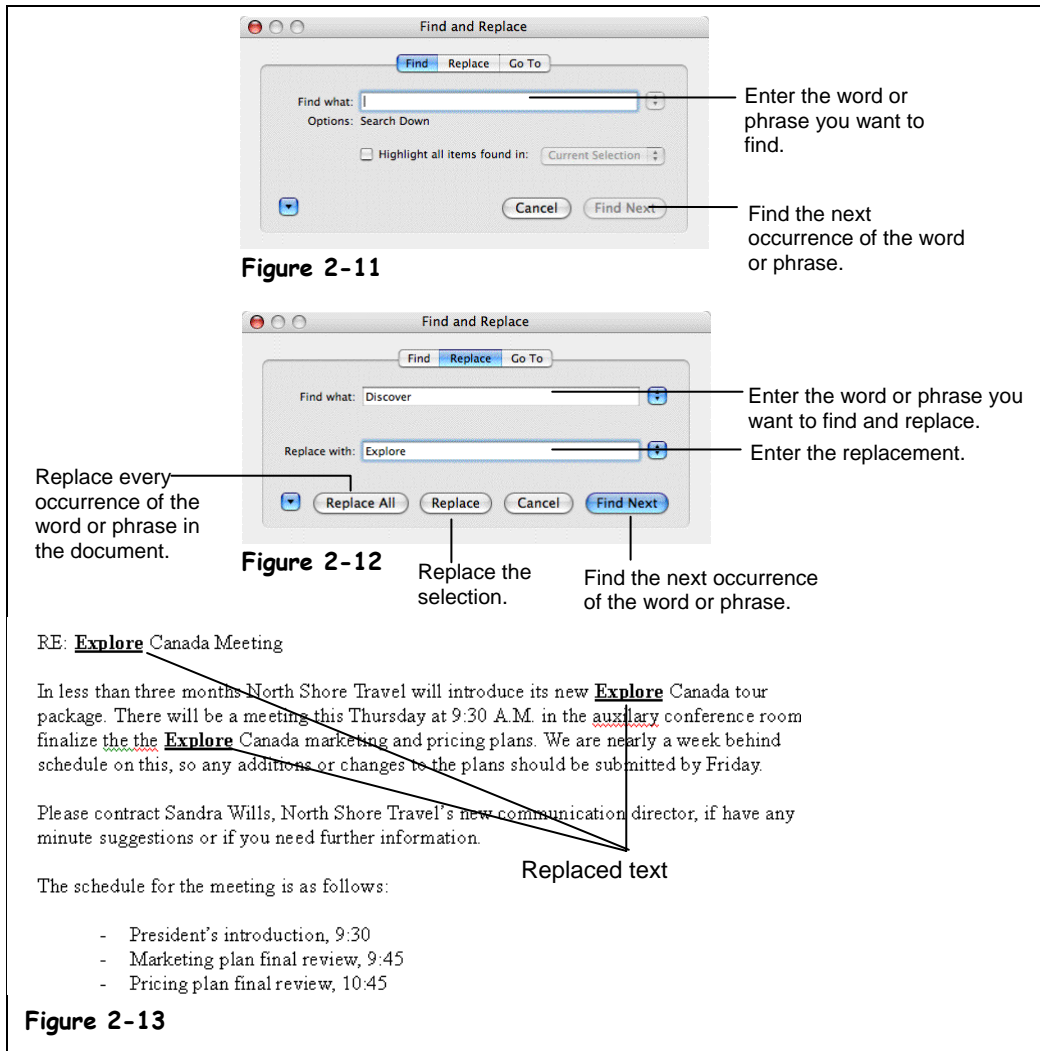 Find and Replace
Find Replace Go To
Find what:
Options: Search Down
Highlight all items found in: Current Selection
Cancel Find Next
Enter the word or
phrase you want to
find.
Find the next
occurrence of the word
or phrase.
Figure 2-11
Find and Replace
Find Replace Go To
Find what: Discover
Replace with: Explore
Replace All Replace Cancel Find Next
Enter the word or phrase you
want to find and replace.
Enter the replacement.
Replace every
occurrence of the
word or phrase in
the document.
Figure 2-12
Replace the
selection.
Find the next occurrence
of the word or phrase.
RE: Explore Canada Meeting
In less than three months North Shore Travel will introduce its new Explore Canada tour
package. There will be a meeting this Thursday at 9:30 A.M. in the auxilary conference room
finalize the the Explore Canada marketing and pricing plans. We are nearly a week behind
schedule on this, so any additions or changes to the plans should be submitted by Friday.
Please contract Sandra Wills, North Shore Travel's new communication director, if have any
minute suggestions or if you need further information.
Replaced text
The schedule for the meeting is as follows:
- President's introduction, 9:30
- Marketing plan final review, 9:45
- Pricing plan final review, 10:45
Figure 2-13